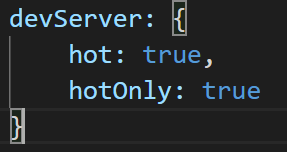 devServer: {
hot: true,
hotOnly: true
}